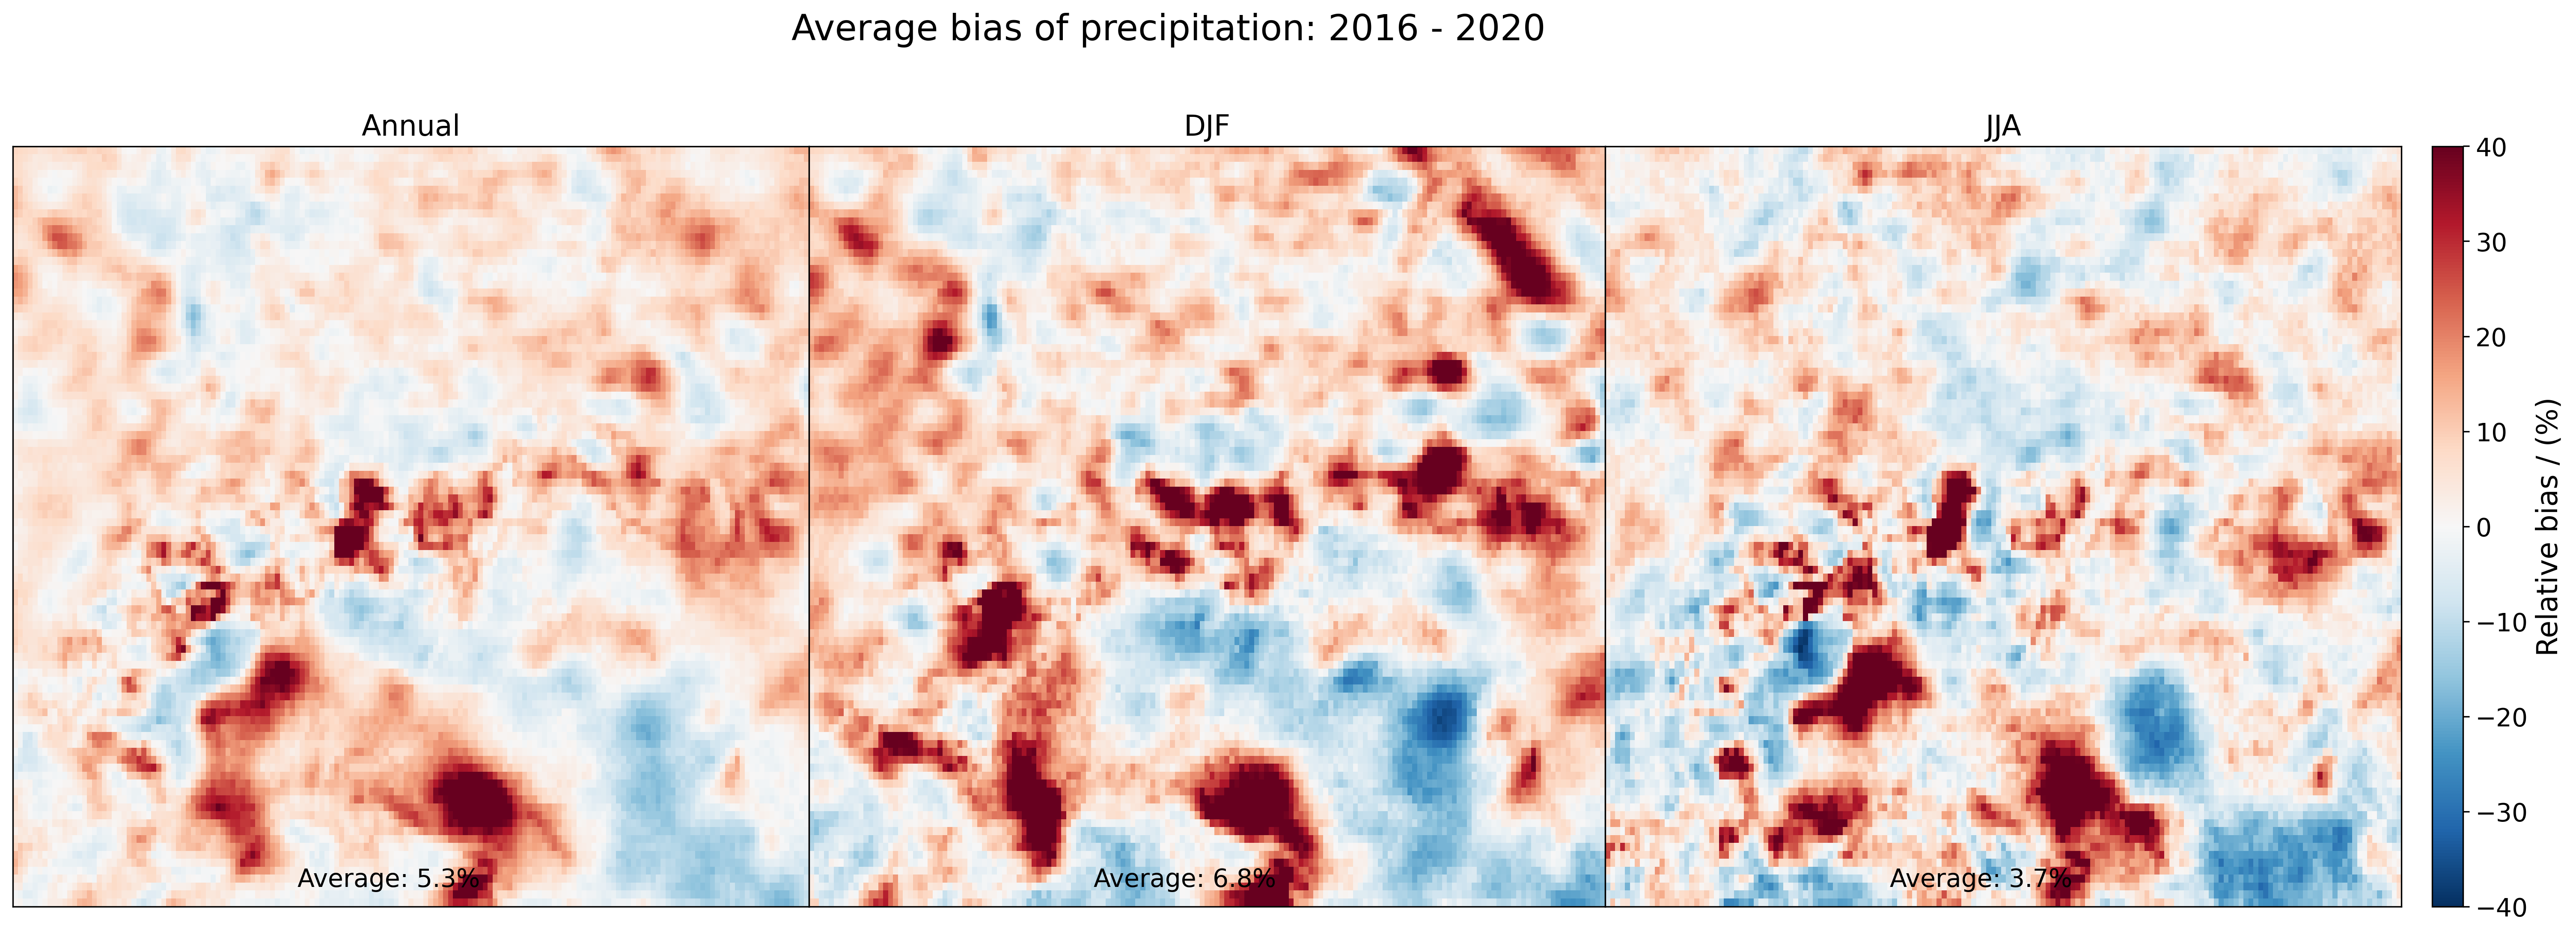 Average bias of precipitation: 2016 - 2020
Annual
DJF
JJA
Average: 5.3%
Average: 6.8%
Average: 3.7%
40
30
20
10
0
−10
−20
−30
−40
Relative bias / (%)